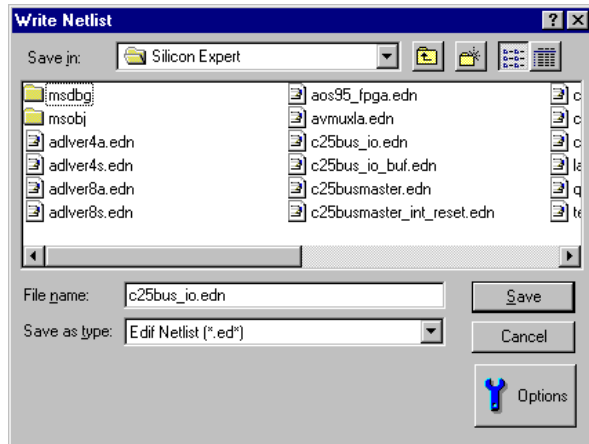 Write Netlist
Save in: Silicon Expert
msdbg
msobj
adlver4a.edn
adlver4s.edn
adlver8a.edn
adlver8s.edn
aos95_fpga.edn
avmuxla.edn
c25bus_io.edn
c25bus_io_buf.edn
c25busmaster.edn
c25busmaster_int_reset.edn
c
c
c
la
q
te
File name: c25bus_io.edn
Save
Save as type: Edif Netlist (*.ed*)
Cancel
Options